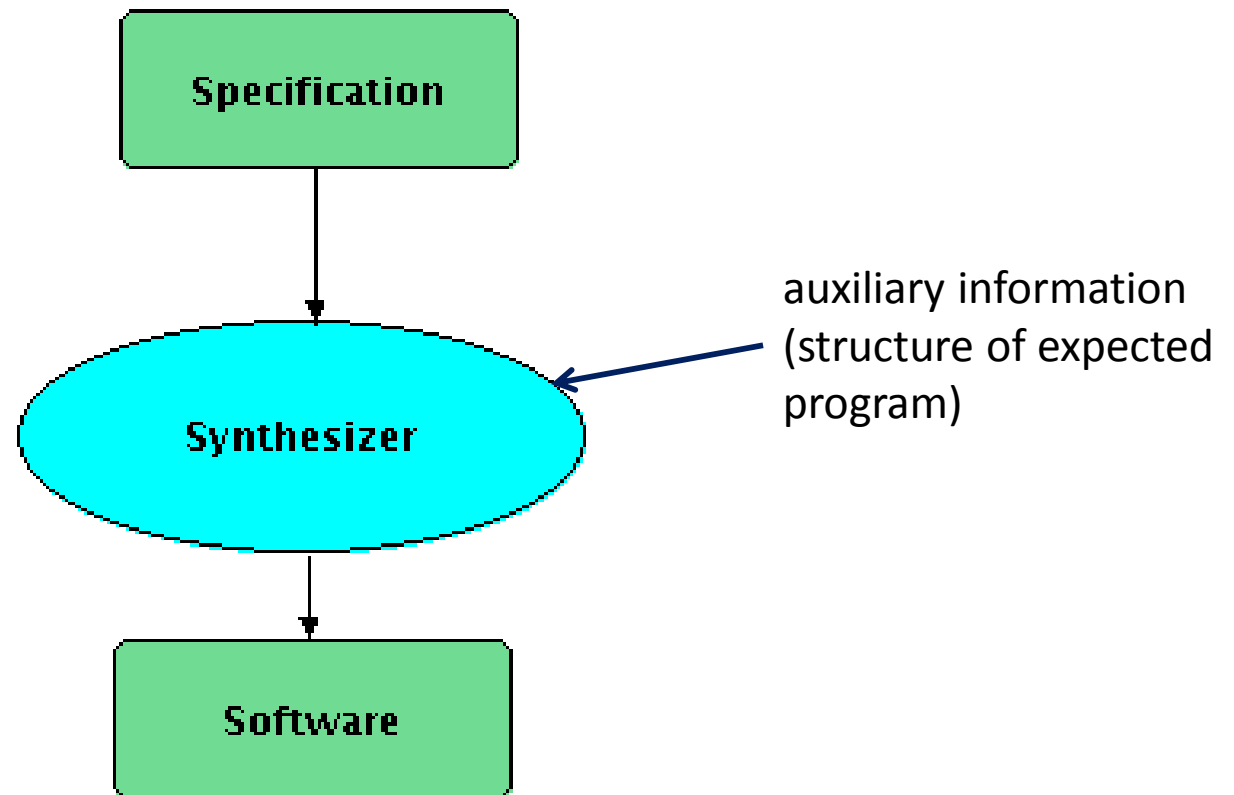 Specification
auxiliary information
(structure of expected
program)
Synthesizer
Software